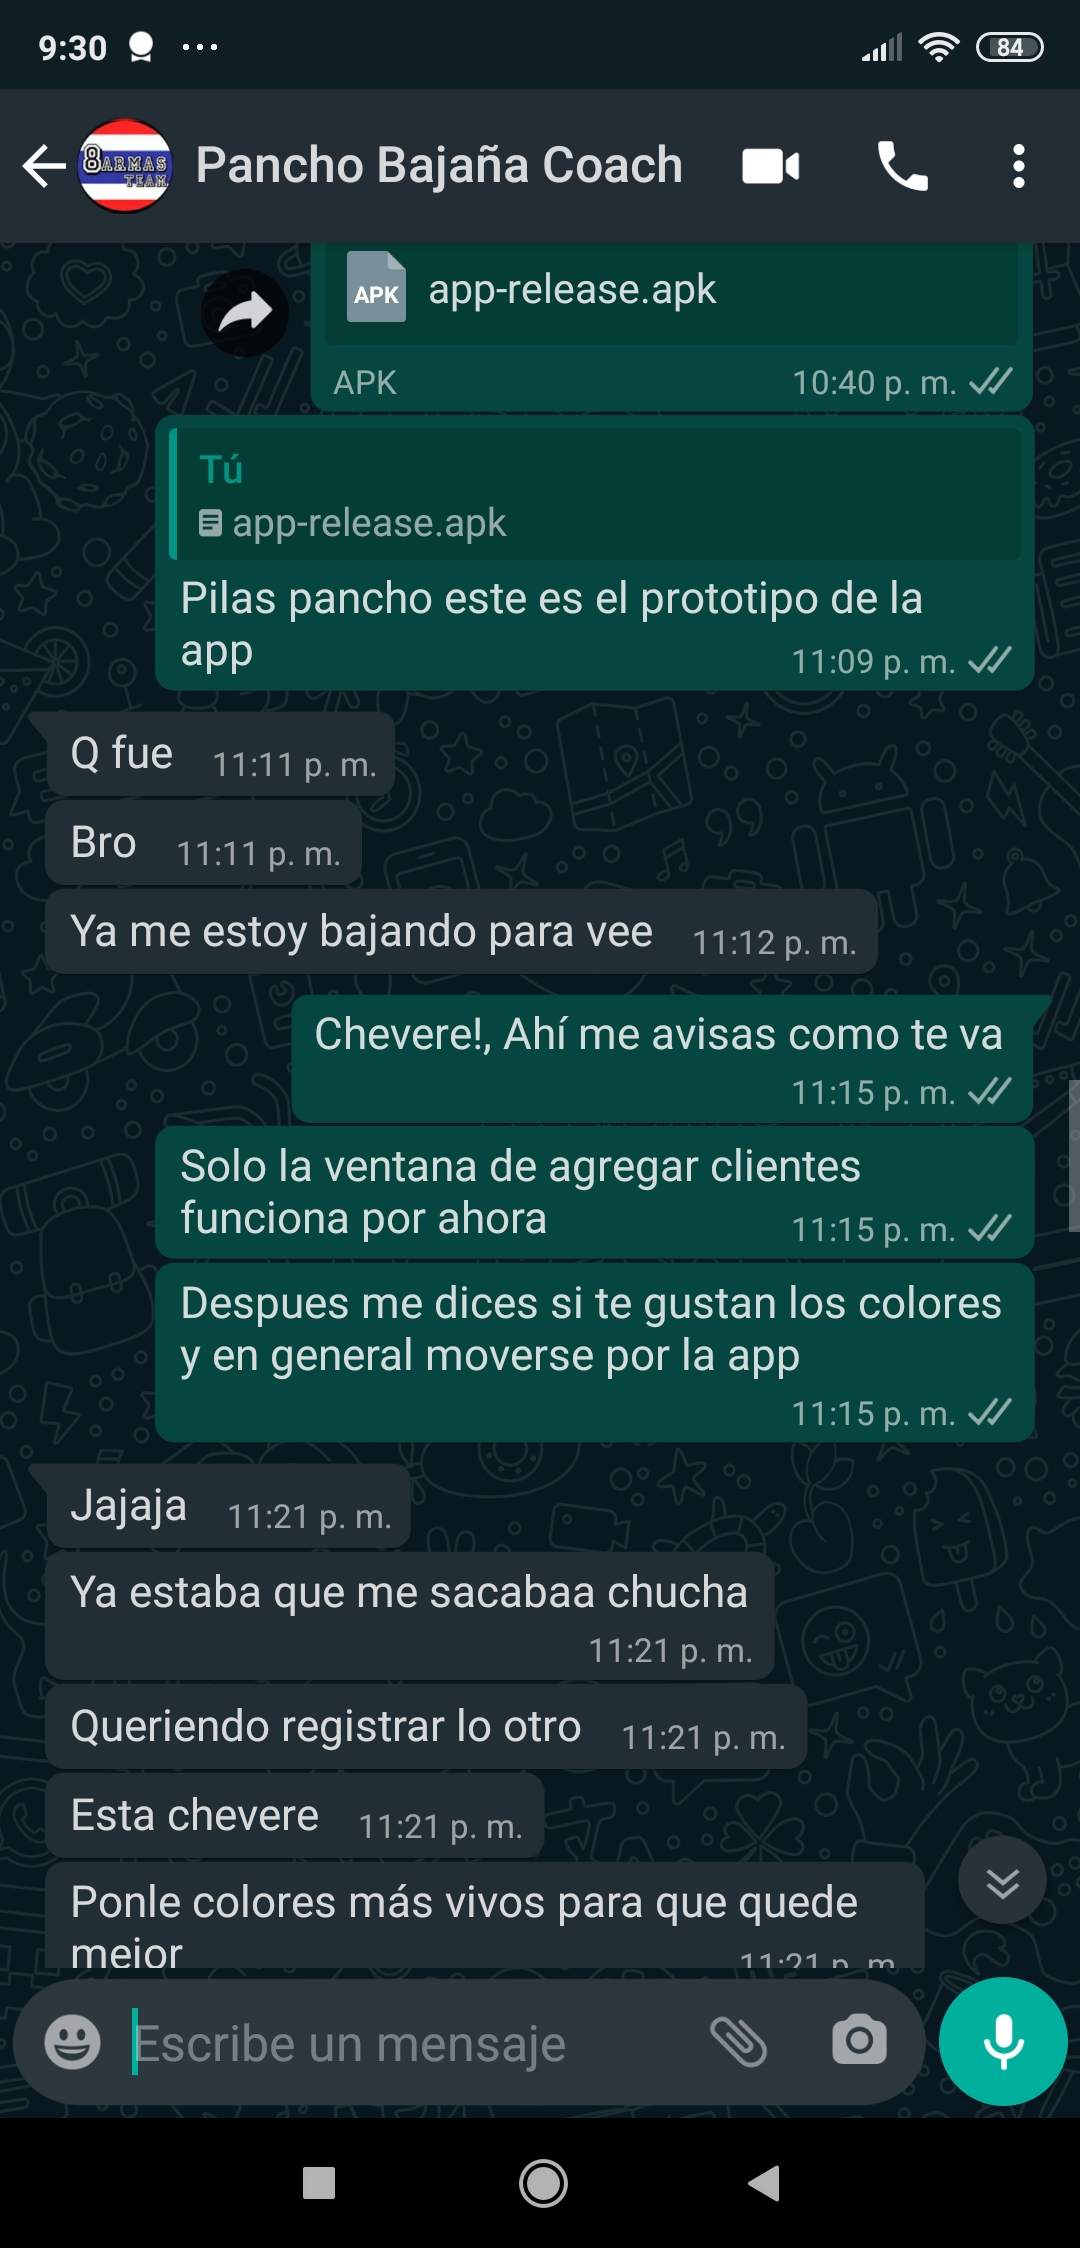 9:30
84
8ARMAS
TEAM
Pancho Bajaña Coach
APK
app-release.apk
APK
10:40 p. m.
Tú
app-release.apk
Pilas pancho este es el prototipo de la
app
11:09 p. m.
Q fue
11:11 p. m.
Bro
11:11 p. m.
Ya me estoy bajando para vee
11:12 p. m.
Chevere!, Ahí me avisas como te va
11:15 p. m.
Solo la ventana de agregar clientes
funciona por ahora
11:15 p. m.
Despues me dices si te gustan los colores
y en general moverse por la app
11:15 p. m.
Jajaja
11:21 p. m.
Ya estaba que me sacabaa chucha
11:21 p. m.
Queriendo registrar lo otro
11:21 p. m.
Esta chevere
11:21 p. m.
Ponle colores más vivos para que quede
mejor
11:21 p. m.
Escribe un mensaje